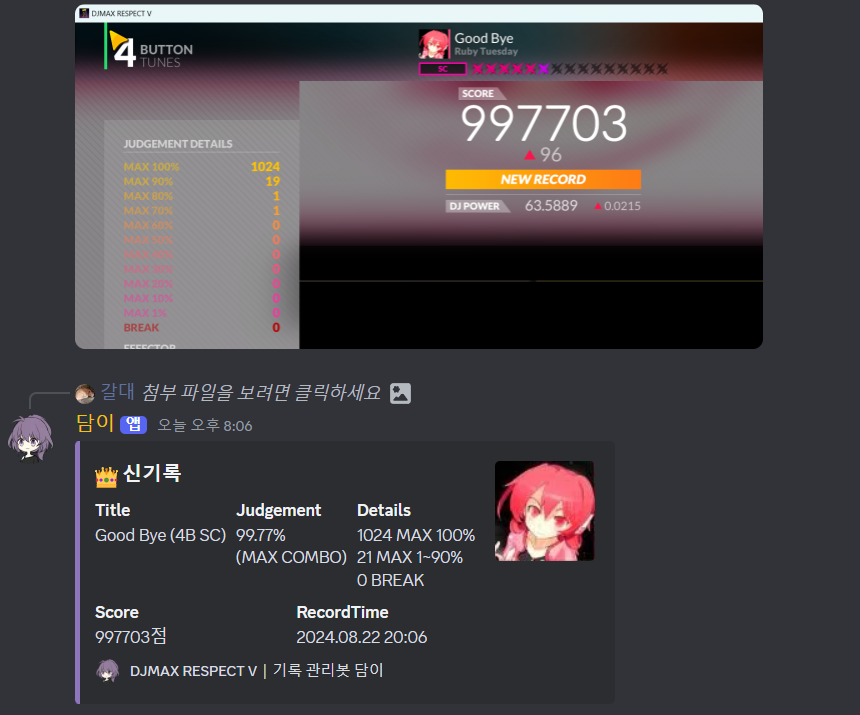 DJMAX RESPECT V
4 BUTTON TUNES
Good Bye
Ruby Tuesday
SC
SCORE
997703
▲ 96
NEW RECORD
DJ POWER 63.5889 ▲ 0.0215
JUDGEMENT DETAILS
MAX 100% 1024
MAX 90% 19
MAX 80% 1
MAX 70% 1
MAX 60% 0
MAX 50% 0
MAX 40% 0
MAX 30% 0
MAX 20% 0
MAX 10% 0
MAX 1% 0
BREAK 0
EFFECTOR
갈대 첨부 파일을 보려면 클릭하세요
담이 앱 오늘 오후 8:06
신기록
Title Judgement Details
Good Bye (4B SC) 99.77% 1024 MAX 100%
(MAX COMBO) 21 MAX 1~90%
0 BREAK
Score RecordTime
997703점 2024.08.22 20:06
DJMAX RESPECT V | 기록 관리봇 담이